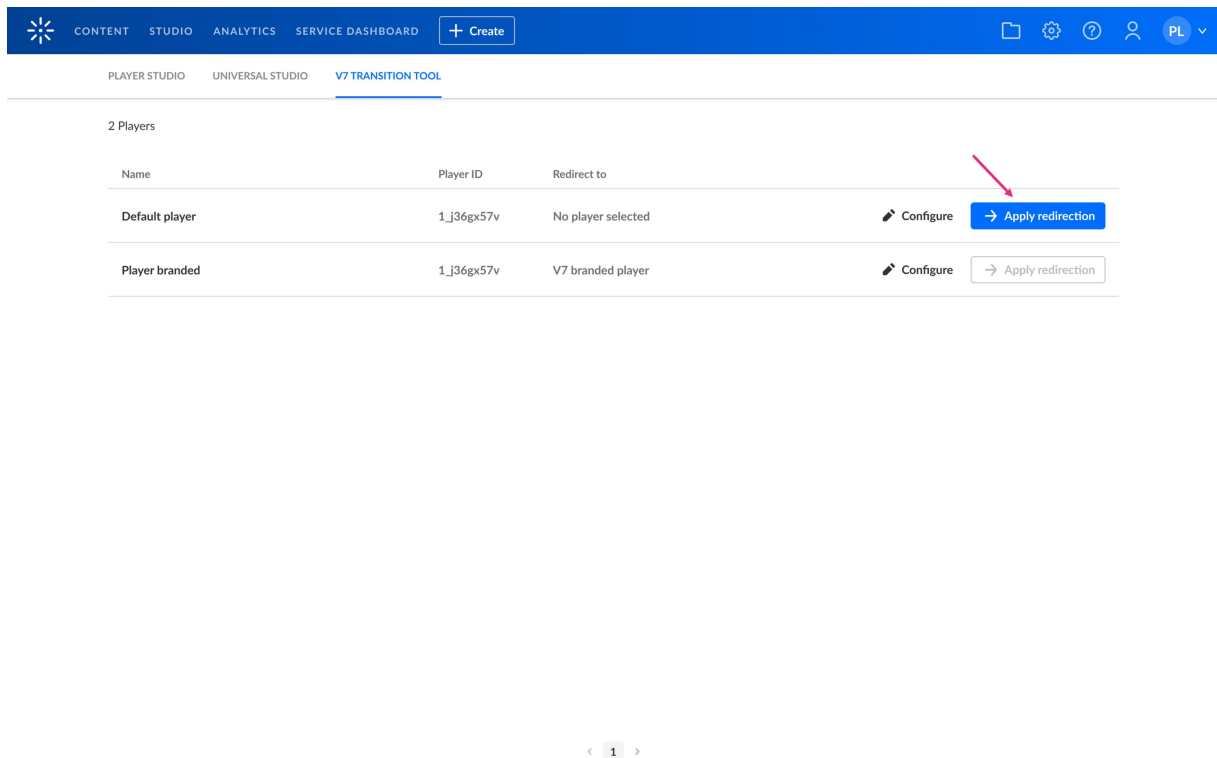 CONTENT STUDIO ANALYTICS SERVICE DASHBOARD + Create PL
PLAYER STUDIO UNIVERSAL STUDIO V7 TRANSITION TOOL
2 Players
Name Player ID Redirect to
Default player 1_j36gx57v No player selected Configure → Apply redirection
Player branded 1_j36gx57v V7 branded player Configure → Apply redirection
< 1 >